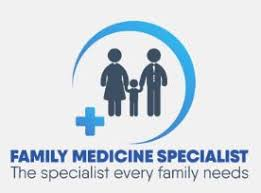 FAMILY MEDICINE SPECIALIST
The specialist every family needs